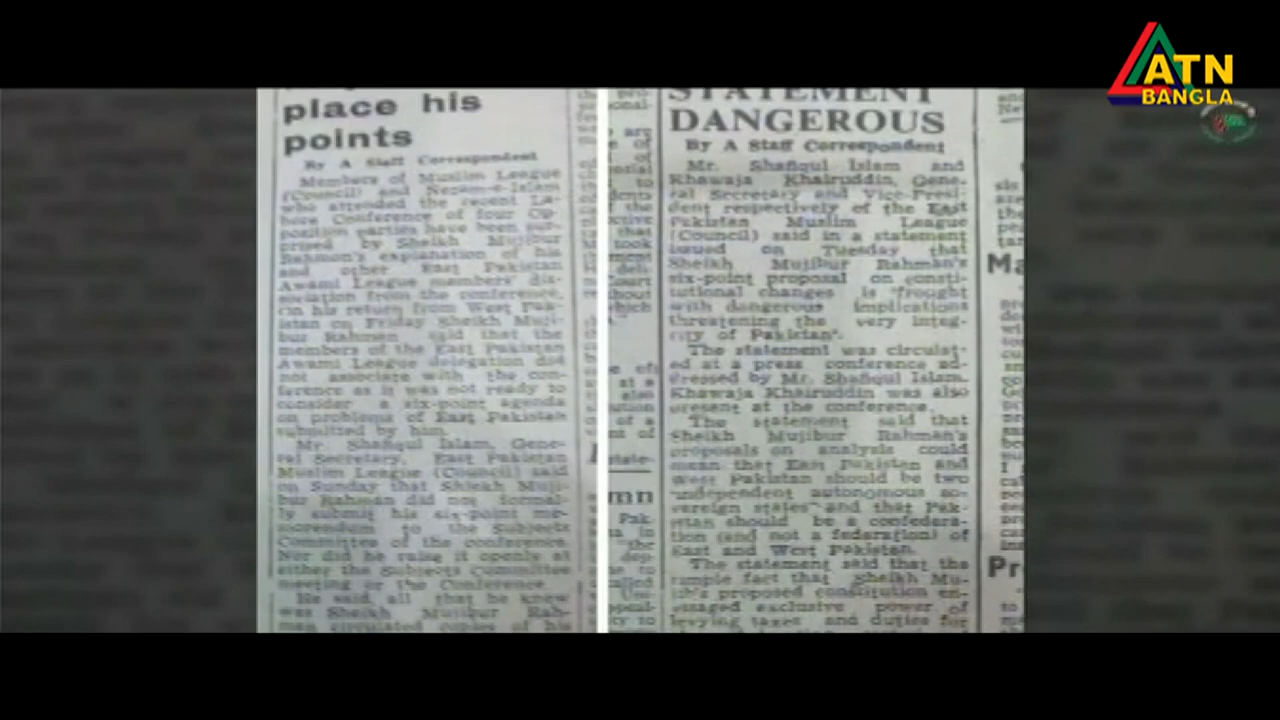 ATN
BANGLA
place his
points
By A Staff Correspondent
Members of Muslim League
(Council) and Nezam-e-Islam
who attended the recent La-
hore Conference of four Op-
position parties have been sur-
prised by Sheikh Mujibur
Rahmon's explanation of his
and other East Pakistan
Awami League members' dis-
sociation from the conference.
On his return from West Pak-
istan on Friday Sheikh Muji-
bur Rahman said that the
members of the East Pakistan
Awami League delegation did
not associate with the con-
ference as it was not ready to
consider a six-point agenda
on problems of East Pakistan
submitted by him.
Mr. Shafiqul Islam, Gene-
ral Secretary, East Pakistan
Muslim League (Council) said
on Sunday that Shiekh Muji-
bur Rahman did not formal-
ly submit his six-point me-
morendum to the Subjects
Committee of the conference.
Nor did he raise it openly at
either the Subjects Committee
meeting or the Conference
He said all that he knew
was Sheikh Mujibur Rah-
man circulated copies of his
STATEMENT
DANGEROUS
By A Staff Correspondent
Mr. Shafiqul Islam and
Khawaja Khairuddin, Gene-
ral Secretary and Vice-Presi-
dent respectively of the East
Pakistan Muslim League
(Council) said in a statement
issued on Tuesday that
Sheikh Mujibur Rahman's
six-point proposal on consti-
tutional changes is "frought
with dangerous implications
threatening the very integ-
rity of Pakistan".
The statement was circulat-
ed at a press conference ad-
dressed by Mr. Shafiqul Islam.
Khawaja Khairuddin was also
present at the conference.
The statement said that
Sheikh Mujibur Rahman's
proposals on analysis could
mean that East Pakistan and
West Pakistan should be two
"independent autonomous so-
vereign states" and that Pak-
istan should be a confedera-
tion (and not a federation) of
East and West Pakistan.
The statement said that the
simple fact that Sheikh Mu-
jib's proposed constitution en-
visaged exclusive power of
levying taxes and duties for